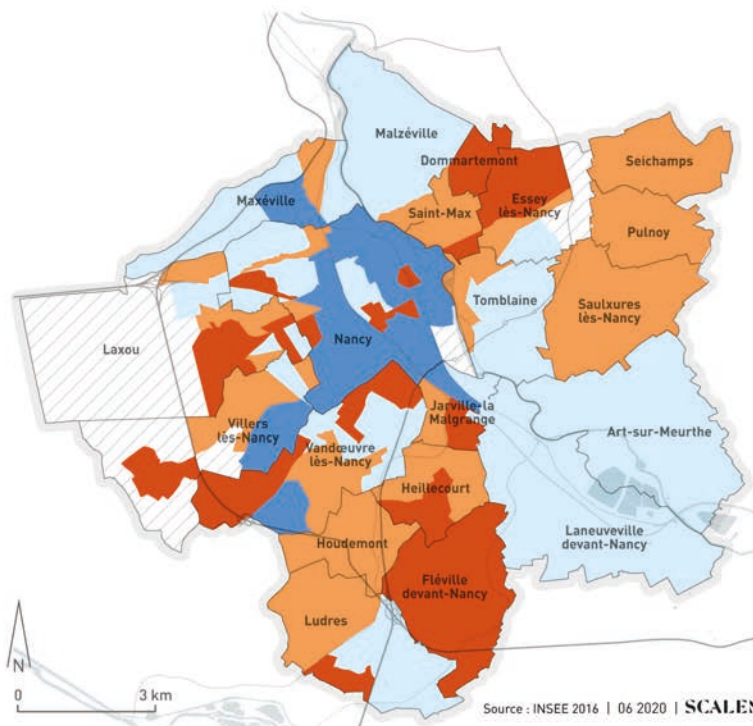 Malzéville
Dommartemont
Seichamps
Essey
lès-Nancy
Maxéville
Saint-Max
Pulnoy
Tomblaine
Saulxures
lès-Nancy
Laxou
Nancy
Villers
lès-Nancy
Jarville-la
Malgrange
Art-sur-Meurthe
Vandœuvre
lès-Nancy
Heillecourt
Laneuveville
devant-Nancy
Houdemont
Fléville
devant-Nancy
Ludres
N
0 3 km
Source : INSEE 2016 | 06 2020 | SCALEN